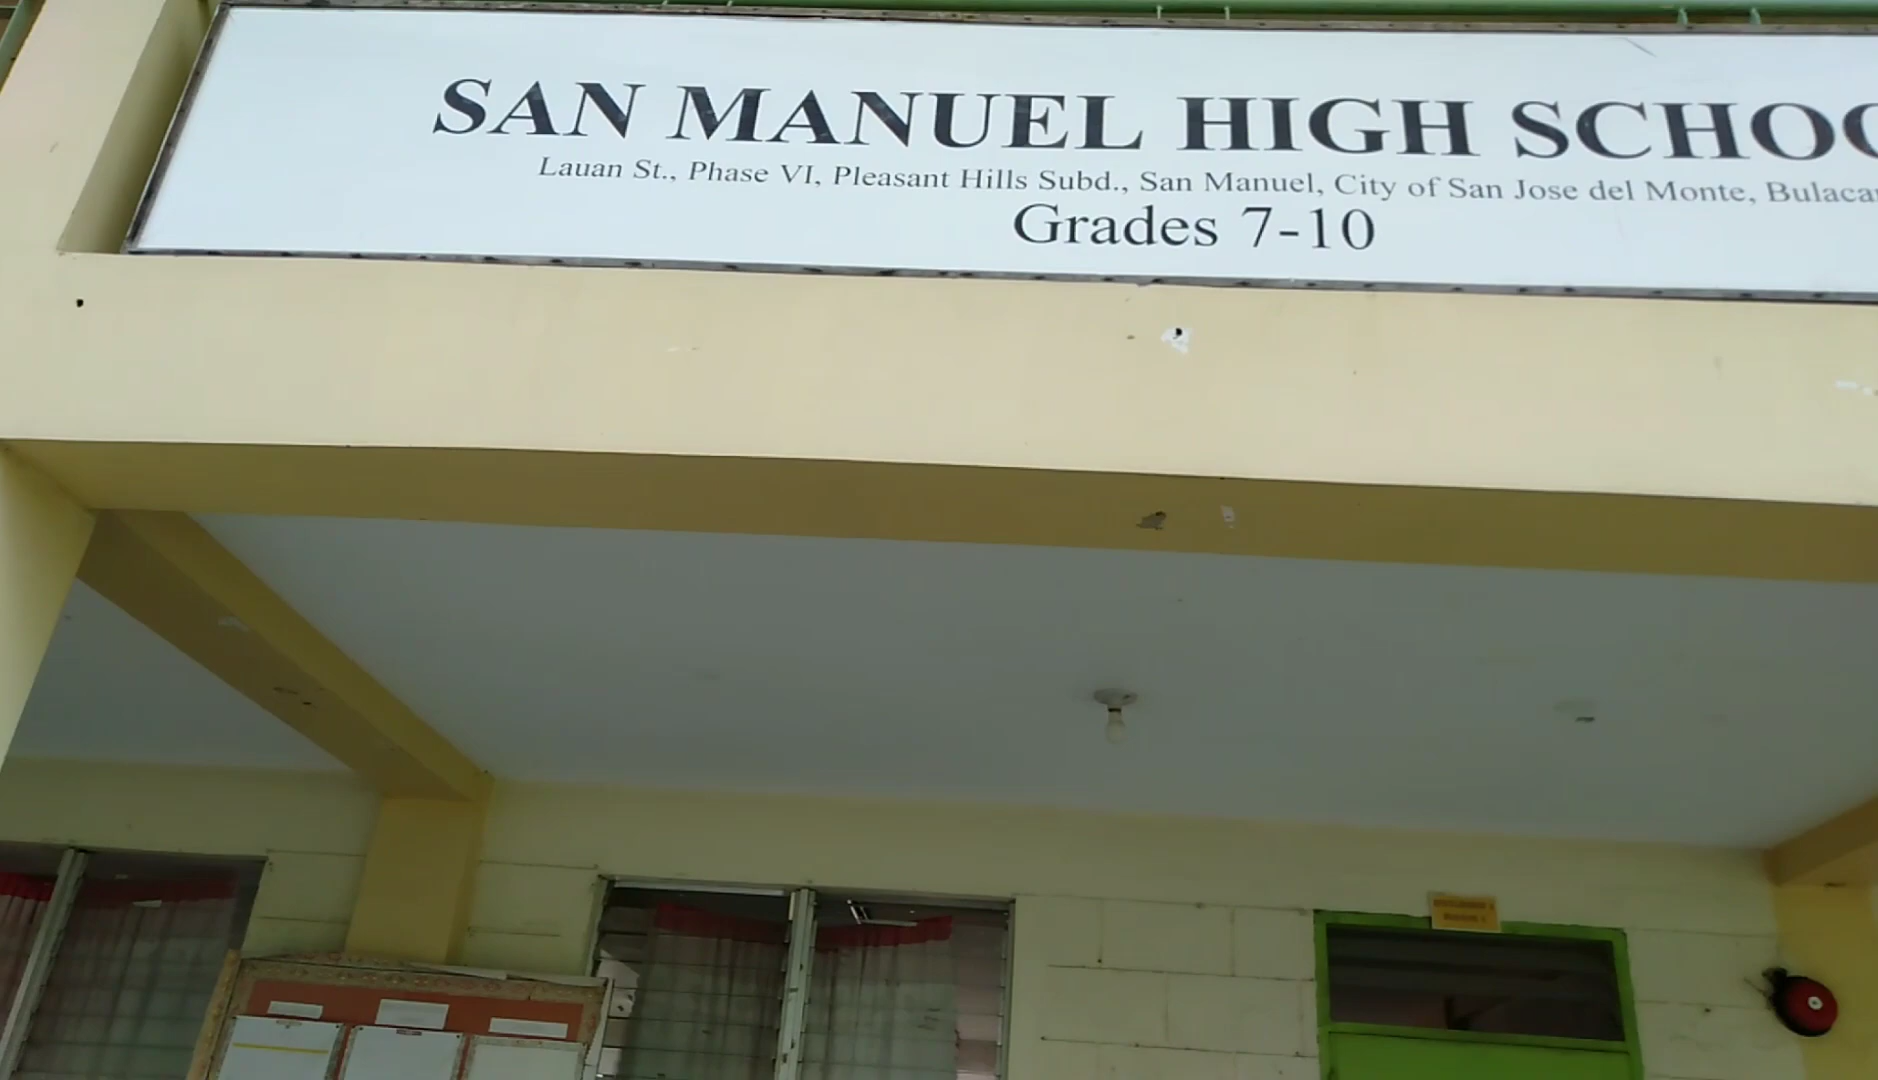 SAN MANUEL HIGH SCHOO
Lauan St., Phase VI, Pleasant Hills Subd., San Manuel, City of San Jose del Monte, Bulacan
Grades 7-10